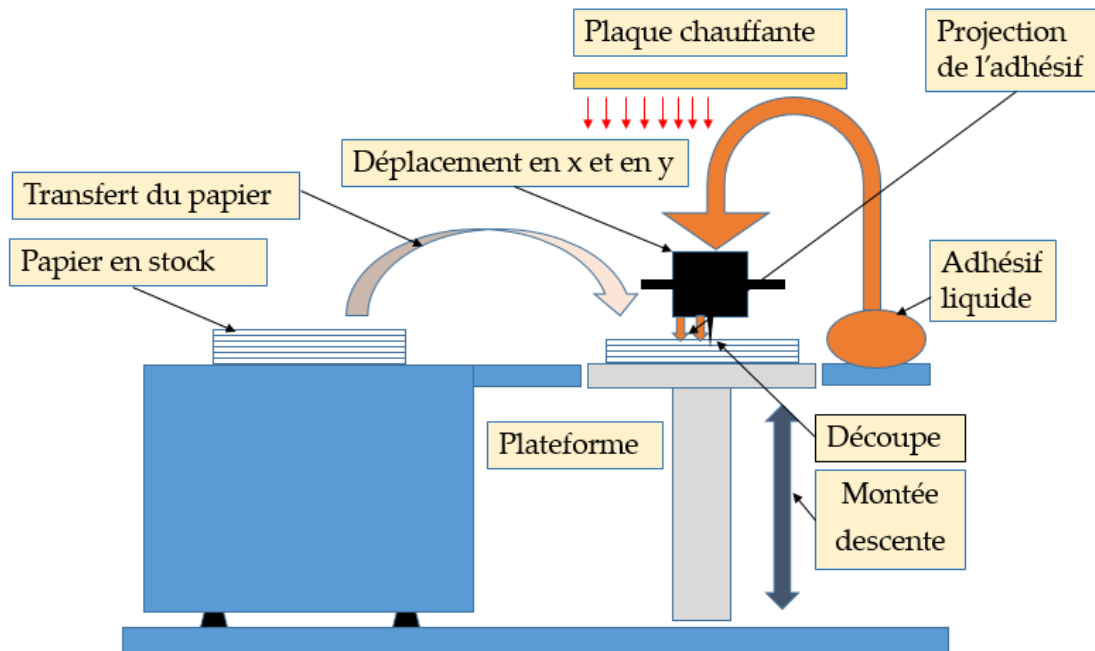 Plaque chauffante
Projection
de l’adhésif
Déplacement en x et en y
Transfert du papier
Papier en stock
Adhésif
liquide
Plateforme
Découpe
Montée
descente